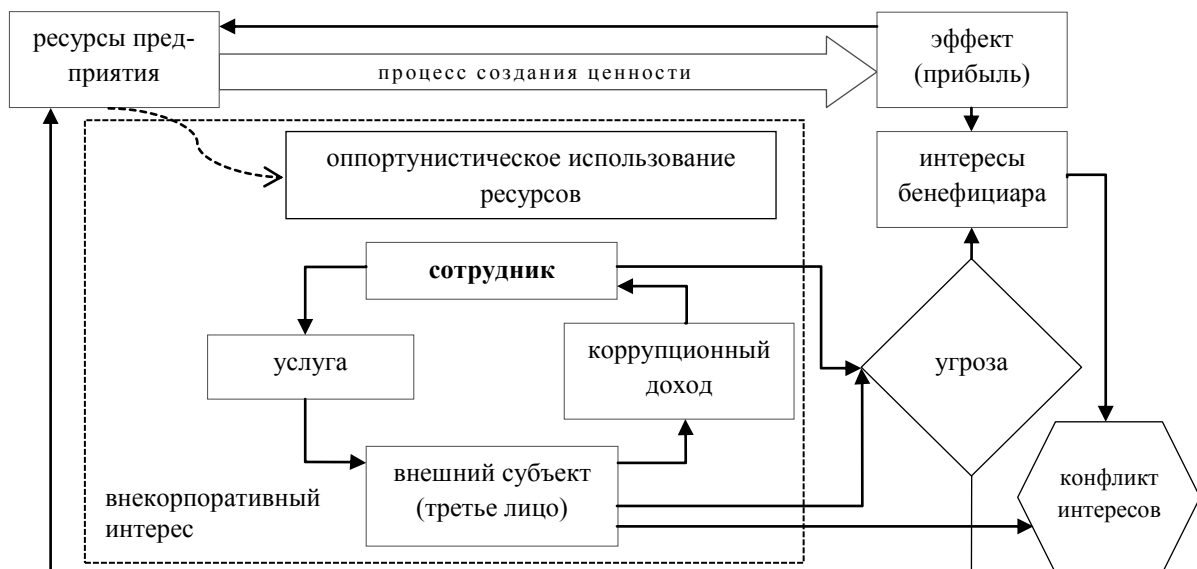 ресурсы пред-
приятия
процесс создания ценности
эффект
(прибыль)
оппортунистическое использование
ресурсов
интересы
бенефициара
сотрудник
услуга
коррупционный
доход
угроза
внешний субъект
(третье лицо)
внекорпоративный
интерес
конфликт
интересов